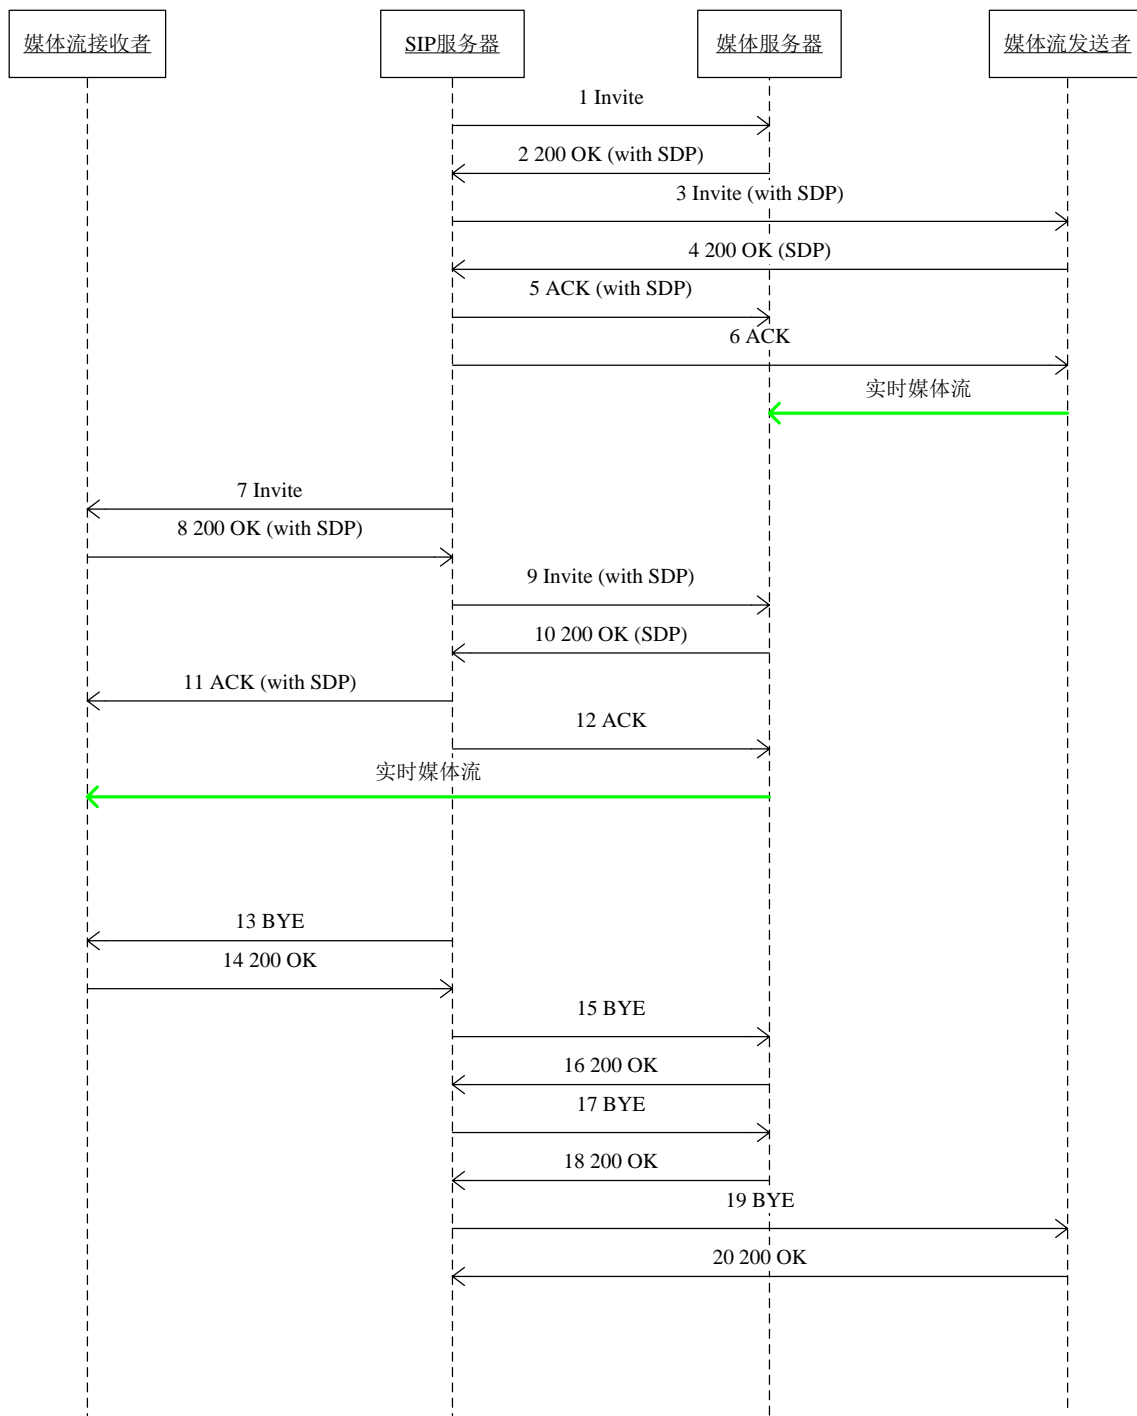 媒体流接收者
SIP服务器
媒体服务器
媒体流发送者
1 Invite
2 200 OK (with SDP)
3 Invite (with SDP)
4 200 OK (SDP)
5 ACK (with SDP)
6 ACK
实时媒体流
7 Invite
8 200 OK (with SDP)
9 Invite (with SDP)
10 200 OK (SDP)
11 ACK (with SDP)
12 ACK
实时媒体流
13 BYE
14 200 OK
15 BYE
16 200 OK
17 BYE
18 200 OK
19 BYE
20 200 OK